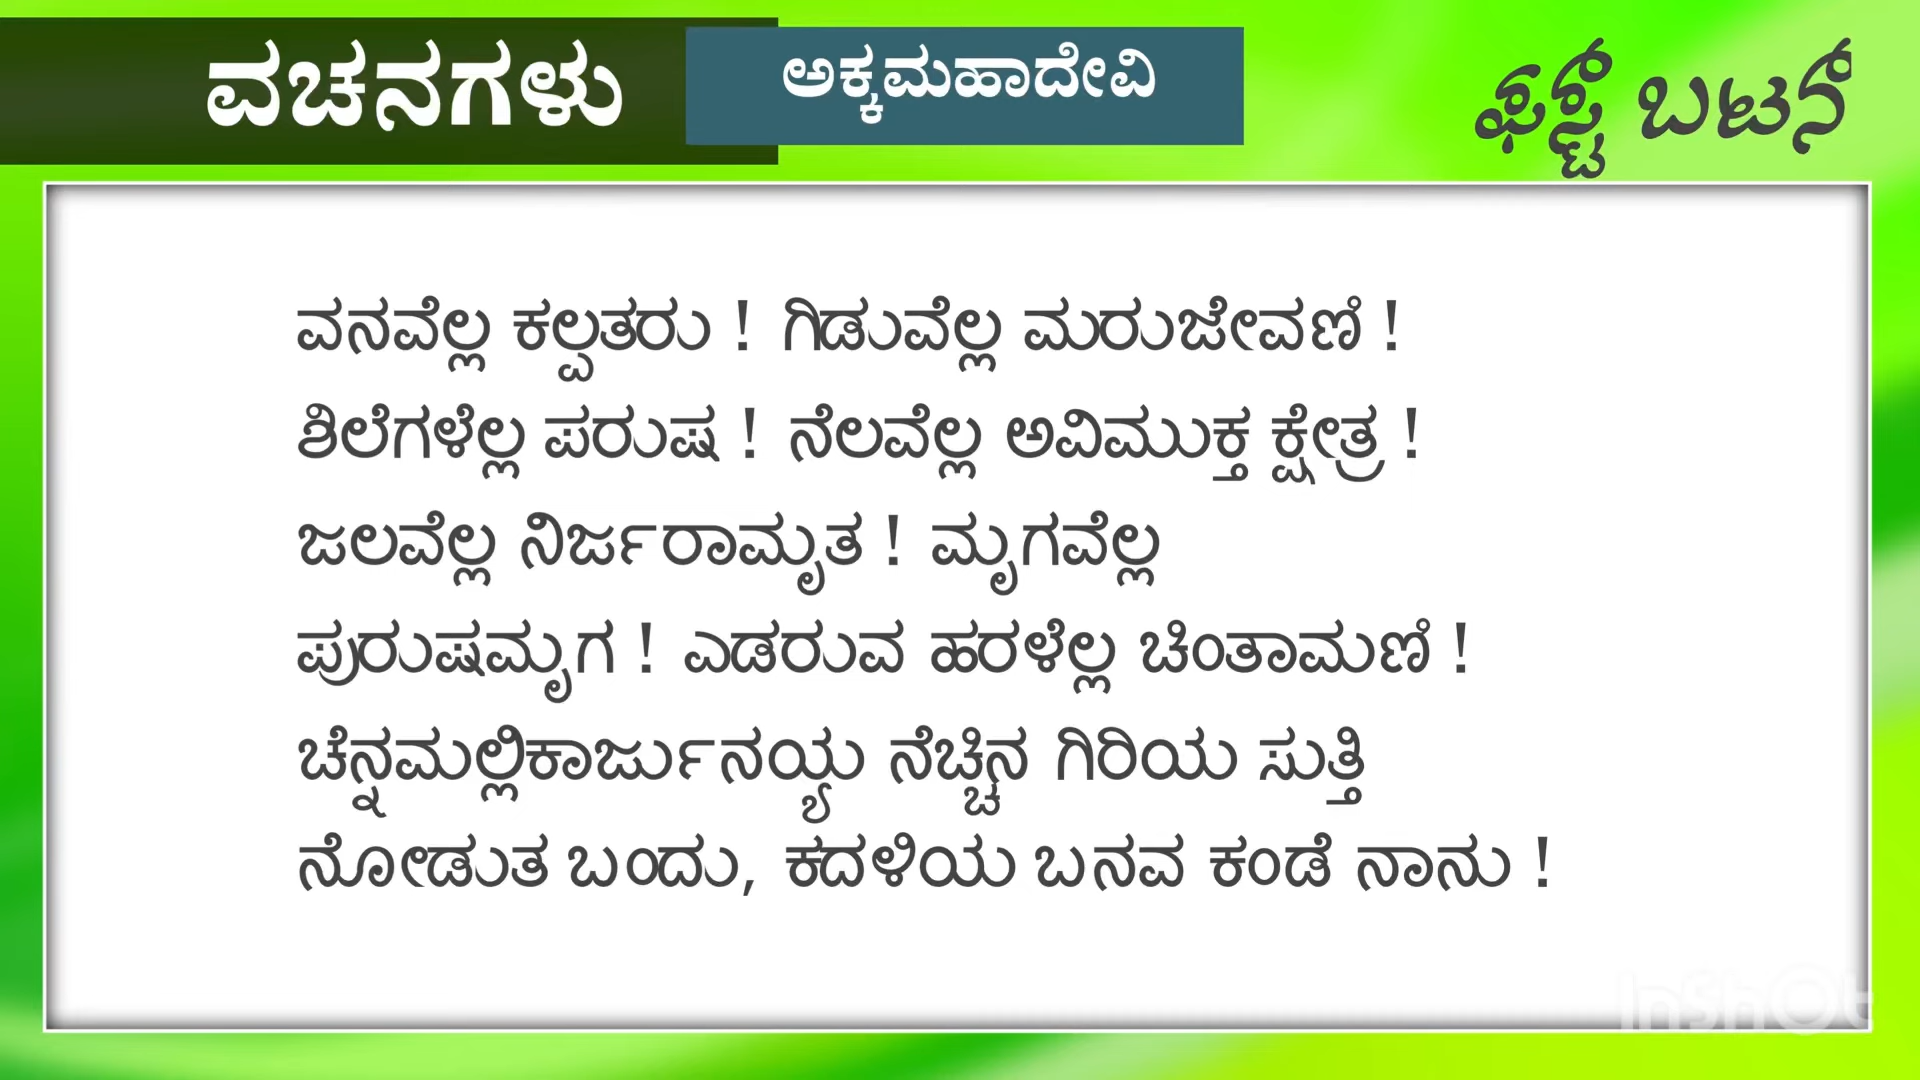 ವಚನಗಳು
ಅಕ್ಕಮಹಾದೇವಿ
ಫಸ್ಟ್ ಬಟನ್
ವನವೆಲ್ಲ ಕಲ್ಪತರು ! ಗಿಡುವೆಲ್ಲ ಮರುಜೇವಣಿ !
ಶಿಲೆಗಳೆಲ್ಲ ಪರುಷ ! ನೆಲವೆಲ್ಲ ಅವಿಮುಕ್ತ ಕ್ಷೇತ್ರ !
ಜಲವೆಲ್ಲ ನಿರ್ಜರಾಮೃತ ! ಮೃಗವೆಲ್ಲ
ಪುರುಷಮೃಗ ! ಎಡರುವ ಹರಳೆಲ್ಲ ಚಿಂತಾಮಣಿ !
ಚೆನ್ನಮಲ್ಲಿಕಾರ್ಜುನಯ್ಯ ನೆಚ್ಚಿನ ಗಿರಿಯ ಸುತ್ತಿ
ನೋಡುತ ಬಂದು, ಕದಳಿಯ ಬನವ ಕಂಡೆ ನಾನು !
InShOt